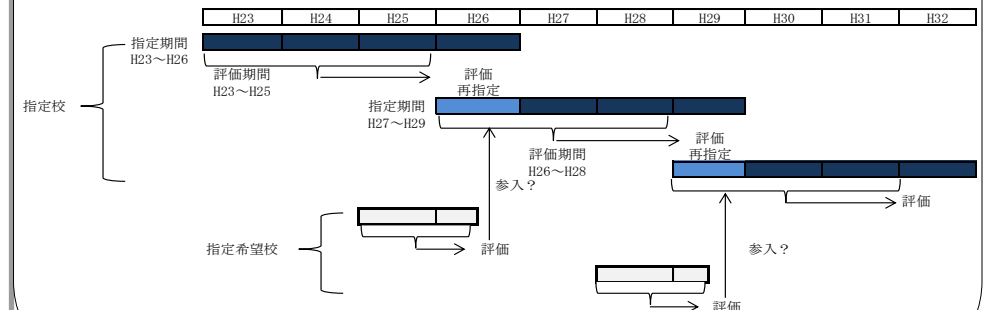 H23 H24 H25 H26 H27 H28 H29 H30 H31 H32
指定期間
H23～H26
評価期間
H23～H25
評価
再指定
指定校
指定期間
H27～H29
評価期間
H26～H28
評価
再指定
参入？
評価
指定希望校
評価
参入？
評価